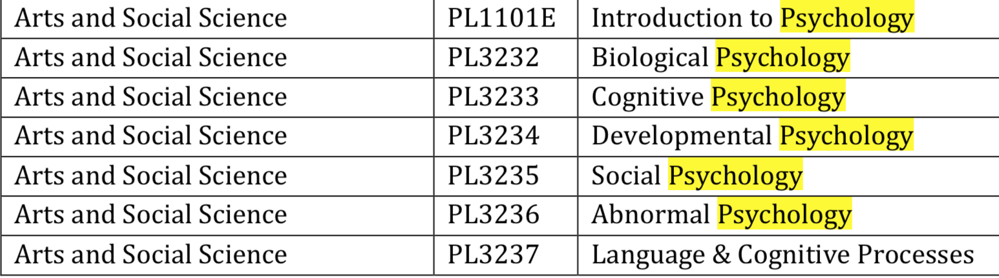 Arts and Social Science PL1101E Introduction to Psychology
Arts and Social Science PL3232 Biological Psychology
Arts and Social Science PL3233 Cognitive Psychology
Arts and Social Science PL3234 Developmental Psychology
Arts and Social Science PL3235 Social Psychology
Arts and Social Science PL3236 Abnormal Psychology
Arts and Social Science PL3237 Language & Cognitive Processes